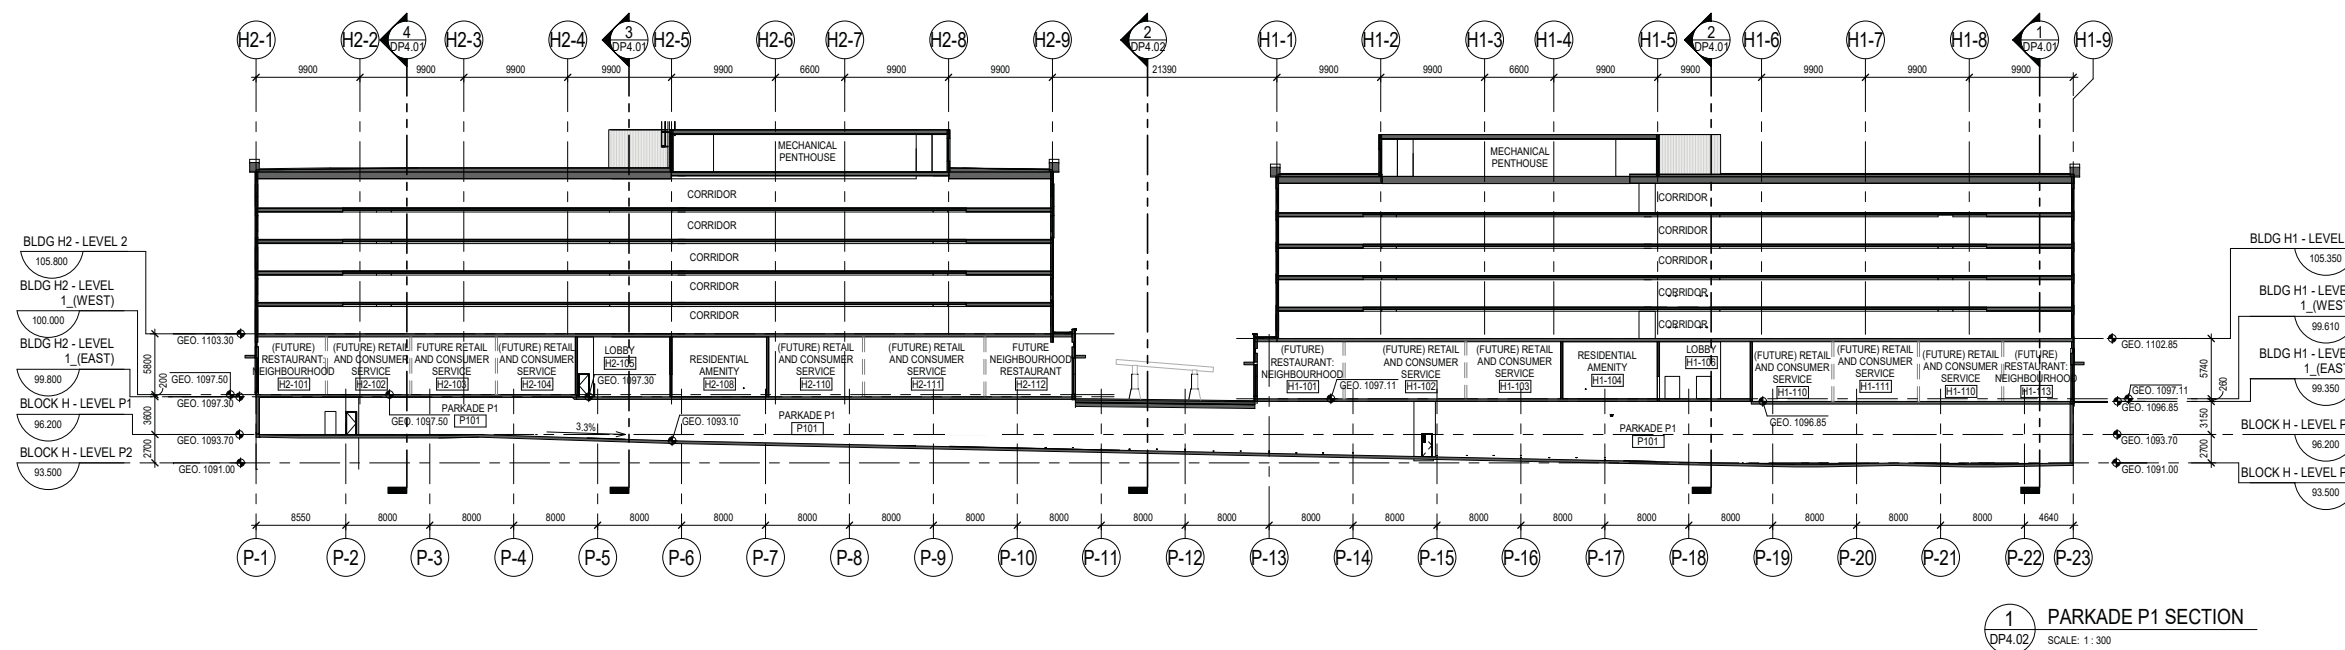 H2-1 H2-2 4 DP4.01 H2-3 H2-4 3 DP4.01 H2-5 H2-6 H2-7 H2-8 H2-9 2 DP4.02 H1-1 H1-2 H1-3 H1-4 H1-5 2 DP4.01 H1-6 H1-7 H1-8 1 DP4.01 H1-9
9900 9900 9900 9900 9900 6600 9900 9900 21390 9900 9900 6600 9900 9900 9900 9900 9900
MECHANICAL
PENTHOUSE
MECHANICAL
PENTHOUSE
CORRIDOR
CORRIDOR
CORRIDOR
CORRIDOR
CORRIDOR
CORRIDOR
CORRIDOR
CORRIDOR
CORRIDOR
CORRIDOR
BLDG H2 - LEVEL 2
105.800
BLDG H2 - LEVEL
1_(WEST)
100.000
BLDG H2 - LEVEL
1_(EAST)
99.800
BLOCK H - LEVEL P1
96.200
BLOCK H - LEVEL P2
93.500
5800
200
3600
2700
GEO. 1103.30
GEO. 1097.50
GEO. 1097.30
GEO. 1093.70
GEO. 1091.00
(FUTURE)
RESTAURANT:
NEIGHBOURHOOD
H2-101
(FUTURE) RETAIL
AND CONSUMER
SERVICE
H2-102
FUTURE RETAIL
AND CONSUMER
SERVICE
H2-103
(FUTURE) RETAIL
AND CONSUMER
SERVICE
H2-104
LOBBY
H2-105
GEO. 1097.30
RESIDENTIAL
AMENITY
H2-108
(FUTURE) RETAIL
AND CONSUMER
SERVICE
H2-110
(FUTURE) RETAIL
AND CONSUMER
SERVICE
H2-111
FUTURE
NEIGHBOURHOOD
RESTAURANT
H2-112
GEO. 1097.50
PARKADE P1
P101
3.3%
GEO. 1093.10
PARKADE P1
P101
(FUTURE)
RESTAURANT:
NEIGHBOURHOOD
H1-101
GEO. 1097.11
(FUTURE) RETAIL
AND CONSUMER
SERVICE
H1-102
(FUTURE) RETAIL
AND CONSUMER
SERVICE
H1-103
RESIDENTIAL
AMENITY
H1-104
LOBBY
H1-106
(FUTURE) RETAIL
AND CONSUMER
SERVICE
H1-110
(FUTURE) RETAIL
AND CONSUMER
SERVICE
H1-111
(FUTURE) RETAIL
AND CONSUMER
SERVICE
H1-110
(FUTURE)
RESTAURANT:
NEIGHBOURHOOD
H1-113
GEO. 1096.85
PARKADE P1
P101
GEO. 1102.85
GEO. 1097.11
GEO. 1096.85
GEO. 1093.70
GEO. 1091.00
5740
260
3150
2700
BLDG H1 - LEVEL
105.350
BLDG H1 - LEVE
1_(WEST
99.610
BLDG H1 - LEVE
1_(EAST
99.350
BLOCK H - LEVEL P
96.200
BLOCK H - LEVEL P
93.500
8550 8000 8000 8000 8000 8000 8000 8000 8000 8000 8000 8000 8000 8000 8000 8000 8000 8000 8000 8000 8000 4640
P-1 P-2 P-3 P-4 P-5 P-6 P-7 P-8 P-9 P-10 P-11 P-12 P-13 P-14 P-15 P-16 P-17 P-18 P-19 P-20 P-21 P-22 P-23
1
DP4.02
PARKADE P1 SECTION
SCALE: 1 : 300